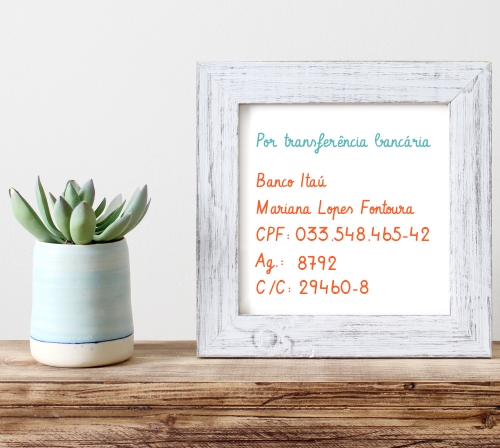 Por transferência bancária
Banco Itaú
Mariana Lopes Fontoura
CPF: 033.548.465-42
Ag.: 8792
C/C: 29460-8